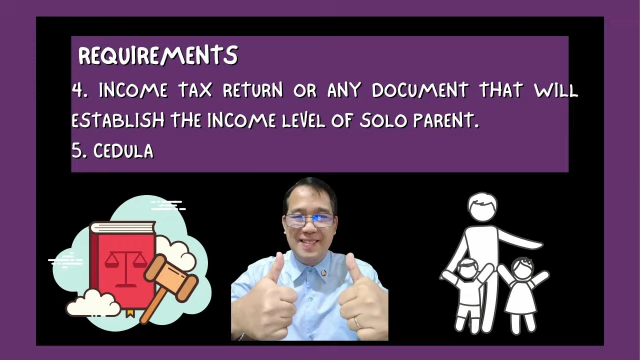 REQUIREMENTS
4. INCOME TAX RETURN OR ANY DOCUMENT THAT WILL
ESTABLISH THE INCOME LEVEL OF SOLO PARENT.
5. CEDULA